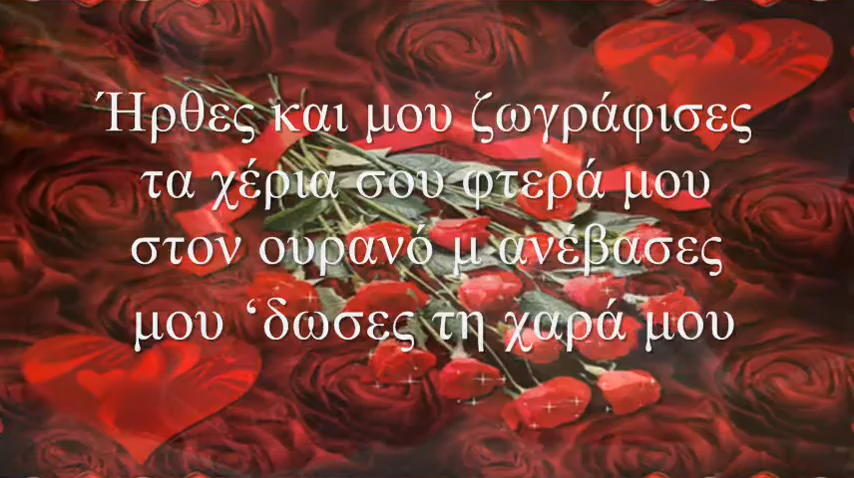 Ήρθες και μου ζωγράφισες
τα χέρια σου φτερά μου
στον ουρανό μ ανέβασες
μου ‘δωσες τη χαρά μου